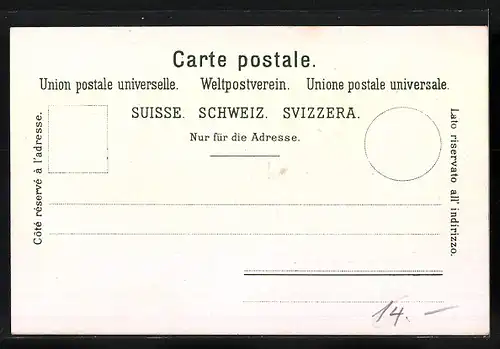 Carte postale.
Union postale universelle. Weltpostverein. Unione postale universale.
SUISSE. SCHWEIZ. SVIZZERA.
Nur für die Adresse.
Côté réservé à l'adresse.
Lato riservato all' indirizzo.
14.—